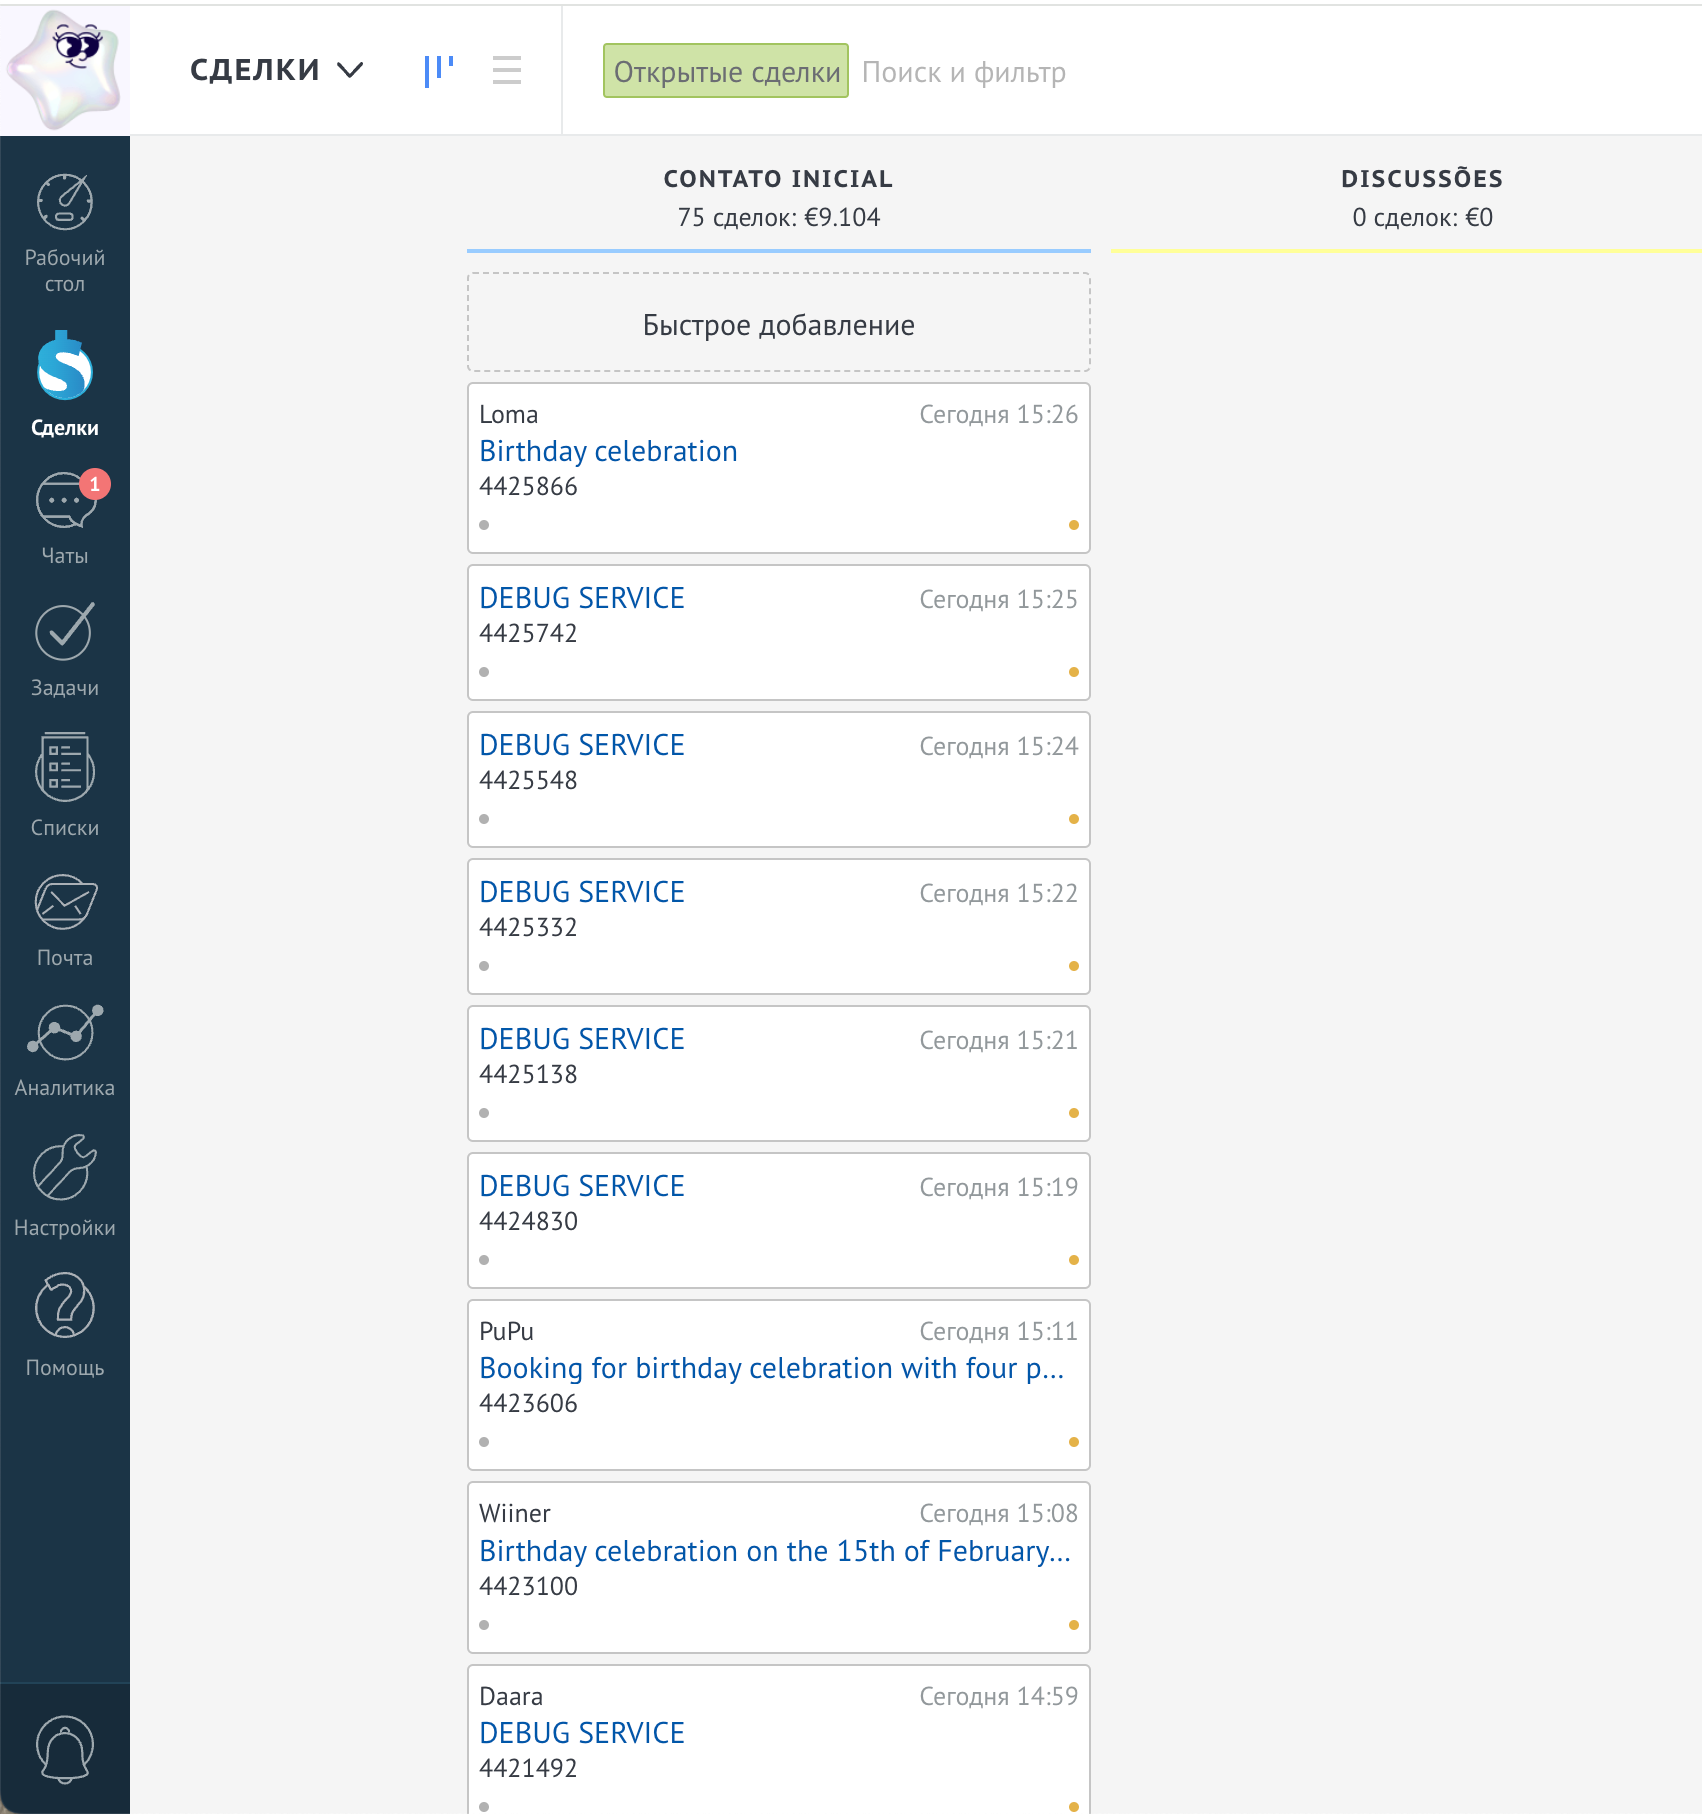 СДЕЛКИ
Открытые сделки Поиск и фильтр
Рабочий
стол
Сделки
1
Чаты
Задачи
Списки
Почта
Аналитика
Настройки
Помощь
CONTATO INICIAL
75 сделок: €9.104
Быстрое добавление
Loma Сегодня 15:26
Birthday celebration
4425866
DEBUG SERVICE Сегодня 15:25
4425742
DEBUG SERVICE Сегодня 15:24
4425548
DEBUG SERVICE Сегодня 15:22
4425332
DEBUG SERVICE Сегодня 15:21
4425138
DEBUG SERVICE Сегодня 15:19
4424830
PuPu Сегодня 15:11
Booking for birthday celebration with four p...
4423606
Wiiner Сегодня 15:08
Birthday celebration on the 15th of February...
4423100
Daara Сегодня 14:59
DEBUG SERVICE
4421492
DISCUSSÕES
0 сделок: €0